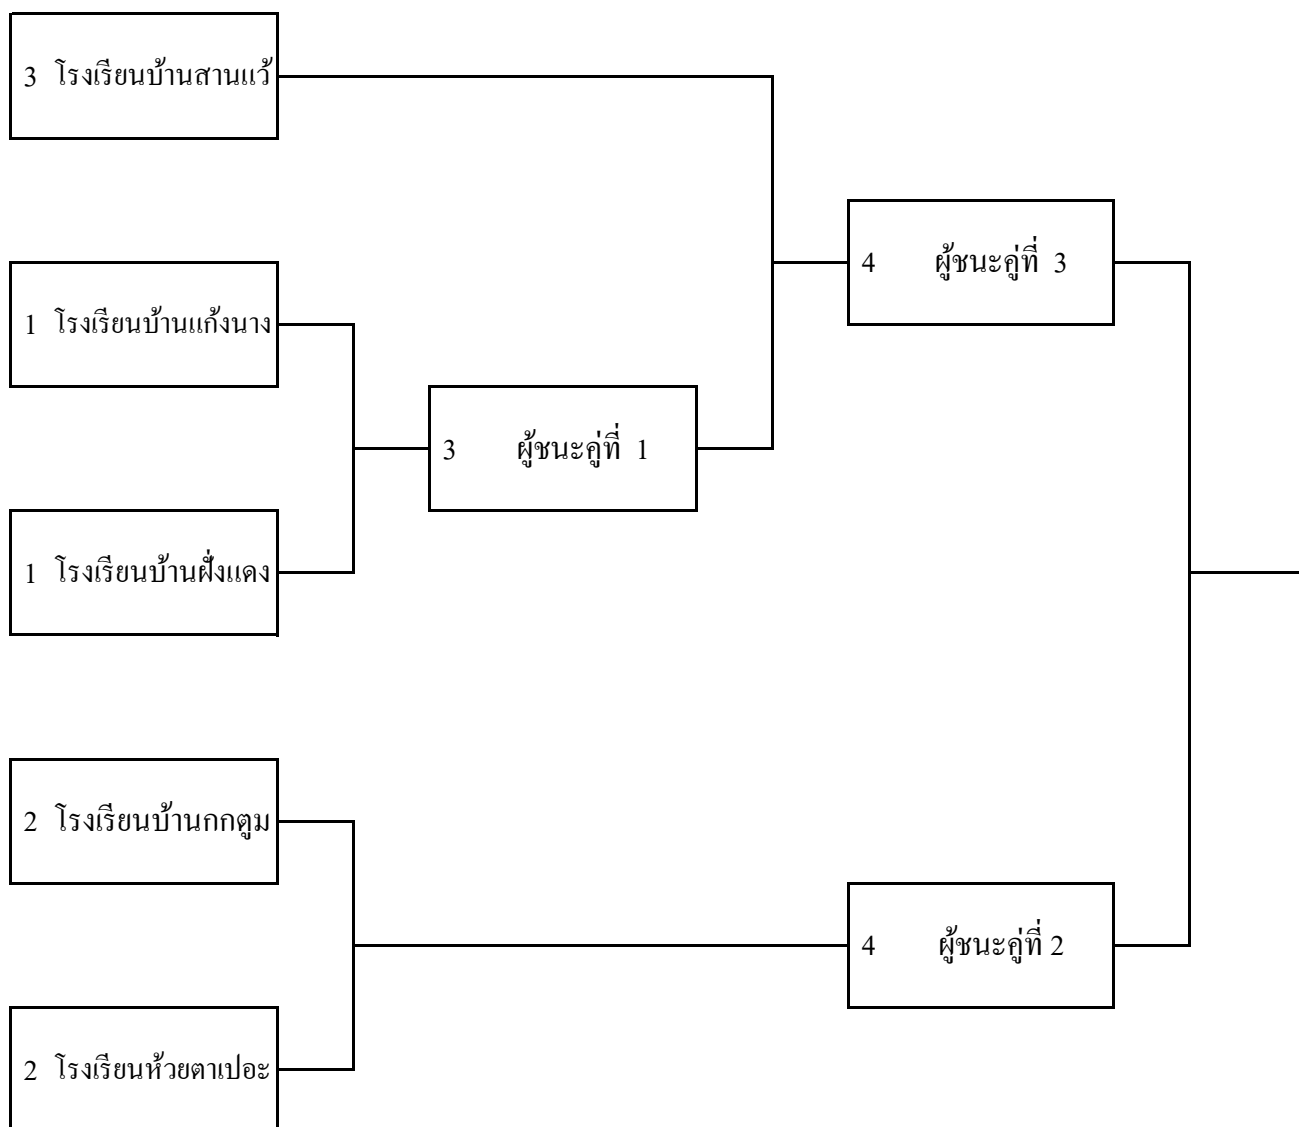 3 โรงเรียนบ้านสานแว้
4 ผู้ชนะคู่ที่ 3
1 โรงเรียนบ้านแก้งนาง
3 ผู้ชนะคู่ที่ 1
1 โรงเรียนบ้านฝั่งแดง
2 โรงเรียนบ้านกกตูม
4 ผู้ชนะคู่ที่ 2
2 โรงเรียนห้วยตาเปอะ